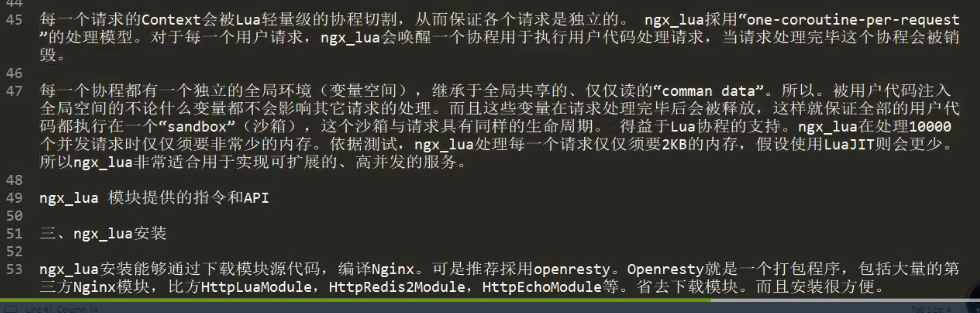 44
45 每一个请求的Context会被Lua轻量级的协程切割，从而保证各个请求是独立的。 ngx_lua採用“one-coroutine-per-request
”的处理模型。对于每一个用户请求，ngx_lua会唤醒一个协程用于执行用户代码处理请求，当请求处理完毕这个协程会被销
毁。
46
47 每一个协程都有一个独立的全局环境（变量空间），继承于全局共享的、仅仅读的“comman data”。所以。被用户代码注入
全局空间的不论什么变量都不会影响其它请求的处理。而且这些变量在请求处理完毕后会被释放，这样就保证全部的用户代
码都执行在一个“sandbox”（沙箱），这个沙箱与请求具有同样的生命周期。 得益于Lua协程的支持。ngx_lua在处理10000
个并发请求时仅仅须要非常少的内存。依据测试，ngx_lua处理每一个请求仅仅须要2KB的内存，假设使用LuaJIT则会更少。
所以ngx_lua非常适合用于实现可扩展的、高并发的服务。
48
49 ngx_lua 模块提供的指令和API
50
51 三、ngx_lua安装
52
53 ngx_lua安装能够通过下载模块源代码，编译Nginx。可是推荐採用openresty。Openresty就是一个打包程序，包括大量的第
三方Nginx模块，比方HttpLuaModule，HttpRedis2Module，HttpEchoModule等。省去下载模块。而且安装很方便。
Tab Size: 4